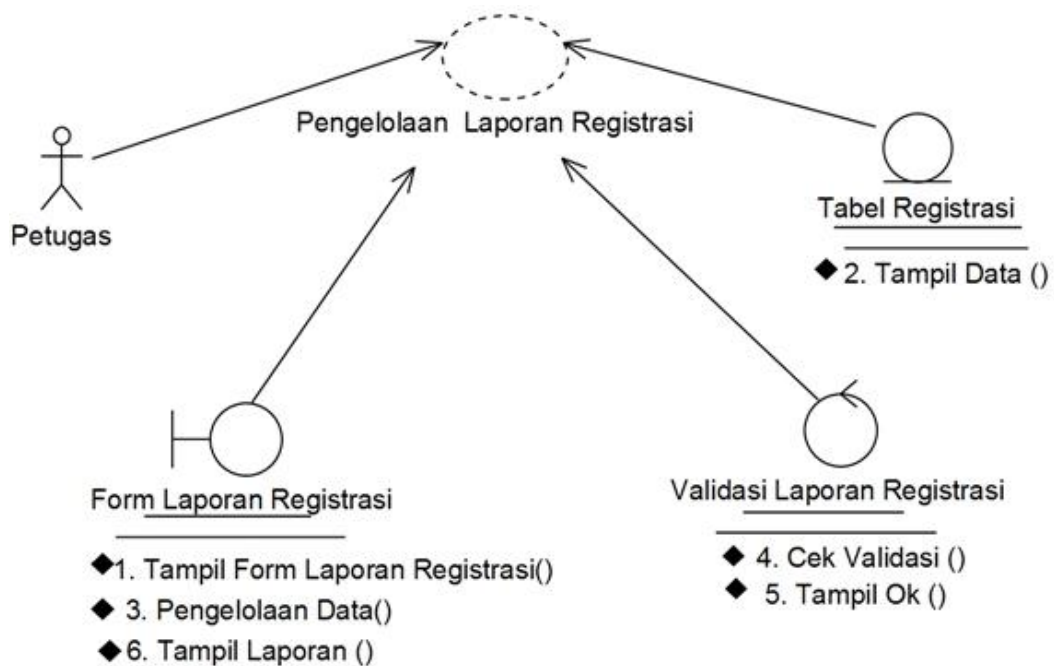 Pengelolaan Laporan Registrasi
Petugas
Tabel Registrasi
2. Tampil Data ()
Form Laporan Registrasi
1. Tampil Form Laporan Registrasi()
3. Pengelolaan Data()
6. Tampil Laporan ()
Validasi Laporan Registrasi
4. Cek Validasi ()
5. Tampil Ok ()